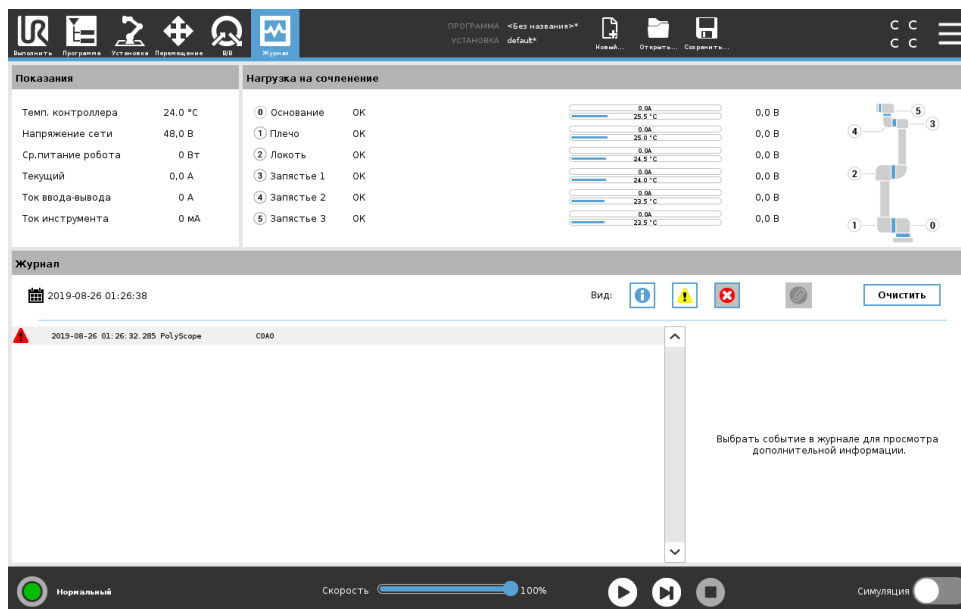 ПРОГРАММА <Без названия>*
УСТАНОВКА default*
Выполнить Программа Установка Перемещение В/В Журнал
Новый... Открыть... Сохранить...
C C
C C
Показания
Нагрузка на сочленение
Темп. контроллера 24.0 °C
Напряжение сети 48,0 В
Ср.питание робота 0 Вт
Текущий 0,0 А
Ток ввода-вывода 0 А
Ток инструмента 0 мА
0 Основание OK 0.0A 25.5 °C 0,0 В
1 Плечо OK 0.0A 25.0 °C 0,0 В
2 Локоть OK 0.0A 24.5 °C 0,0 В
3 Запястье 1 OK 0.0A 24.0 °C 0,0 В
4 Запястье 2 OK 0.0A 23.5 °C 0,0 В
5 Запястье 3 OK 0.0A 23.5 °C 0,0 В
5
3
4
2
1 0
Журнал
2019-08-26 01:26:38 Вид: Очистить
2019-08-26 01:26:32.285 PolyScope C0A0
Выбрать событие в журнале для просмотра
дополнительной информации.
Нормальный Скорость 100% Симуляция